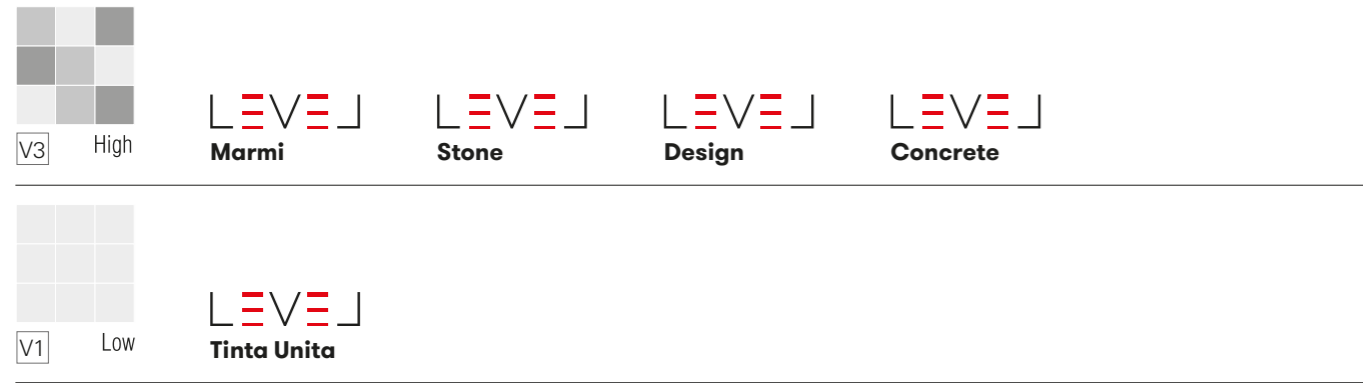 V3 High
LEVEL LEVEL LEVEL LEVEL
Marmi Stone Design Concrete
V1 Low
LEVEL
Tinta Unita